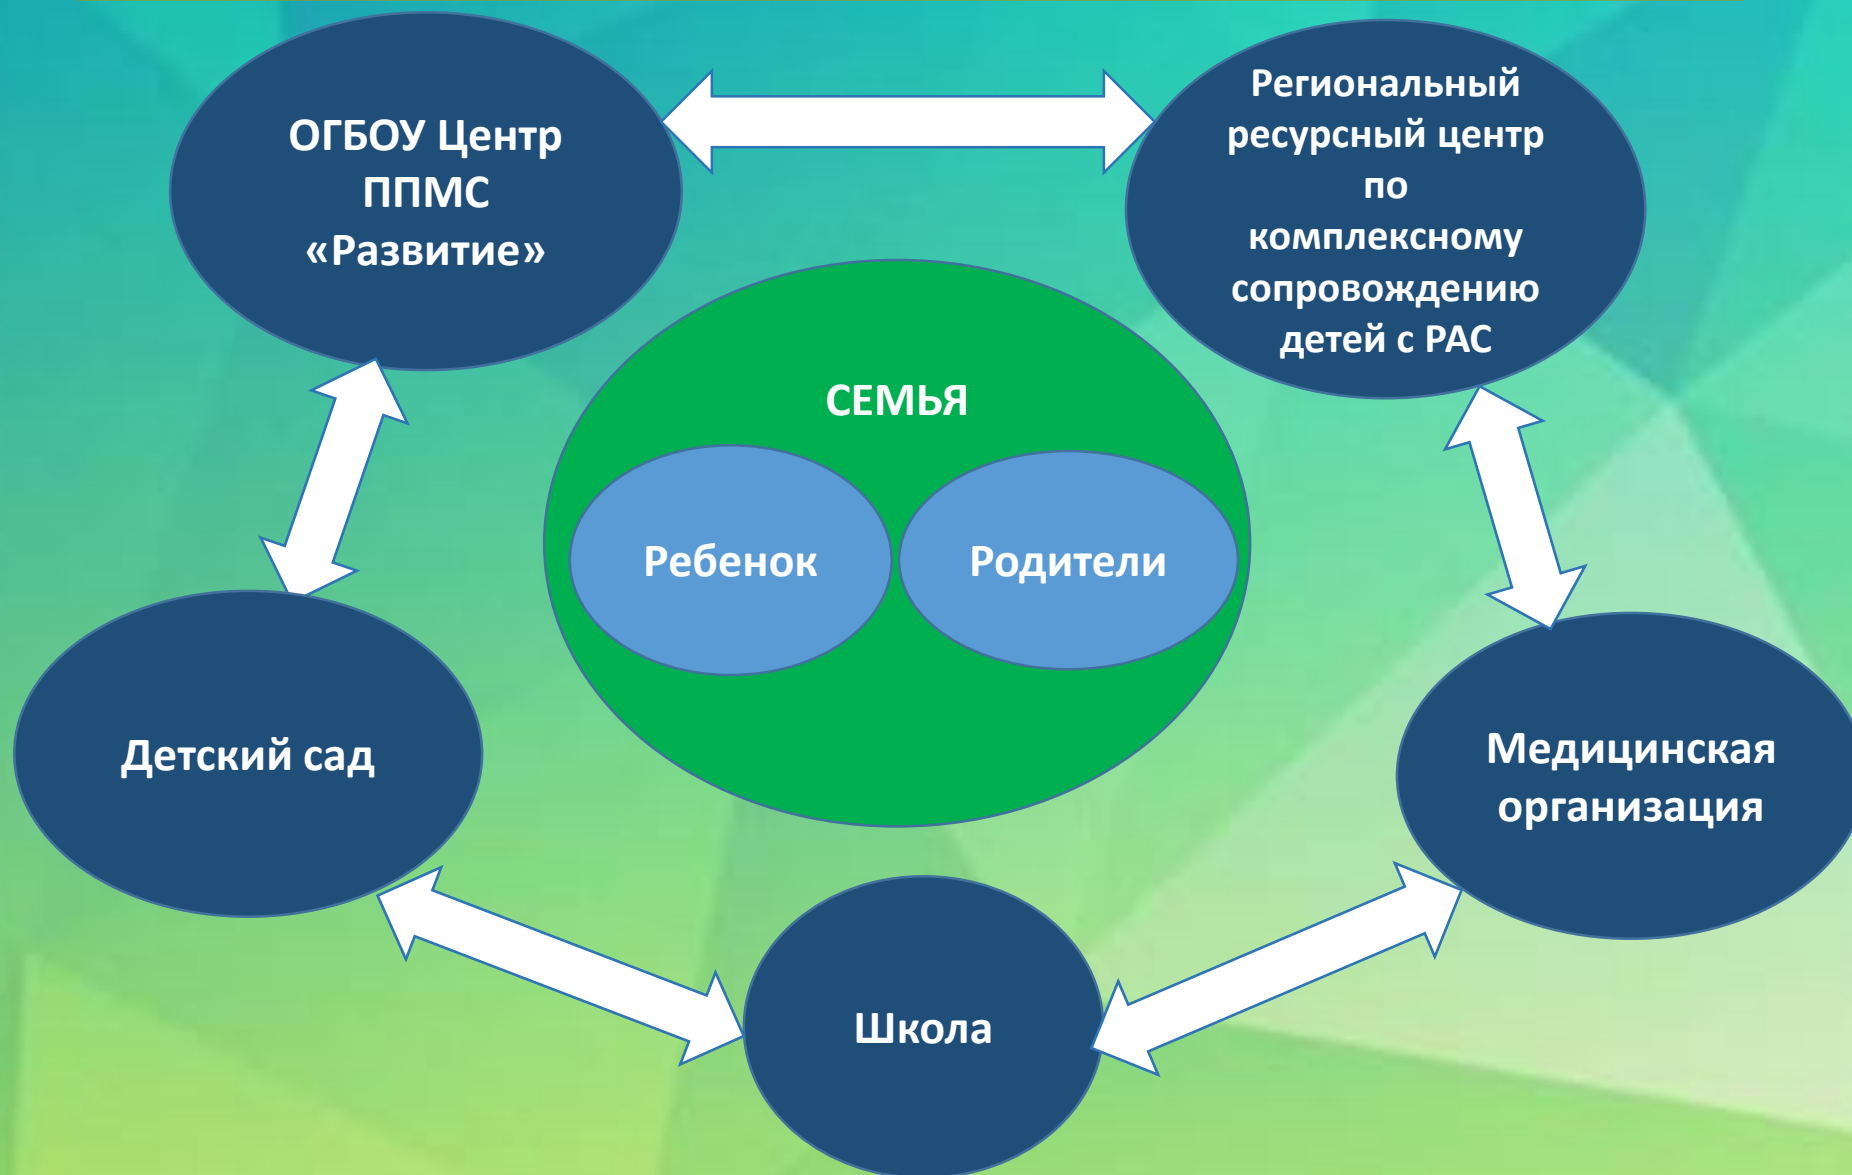 ОГБОУ Центр
ППМС
«Развитие»
Региональный
ресурсный центр
по
комплексному
сопровождению
детей с РАС
СЕМЬЯ
Ребенок
Родители
Детский сад
Медицинская
организация
Школа